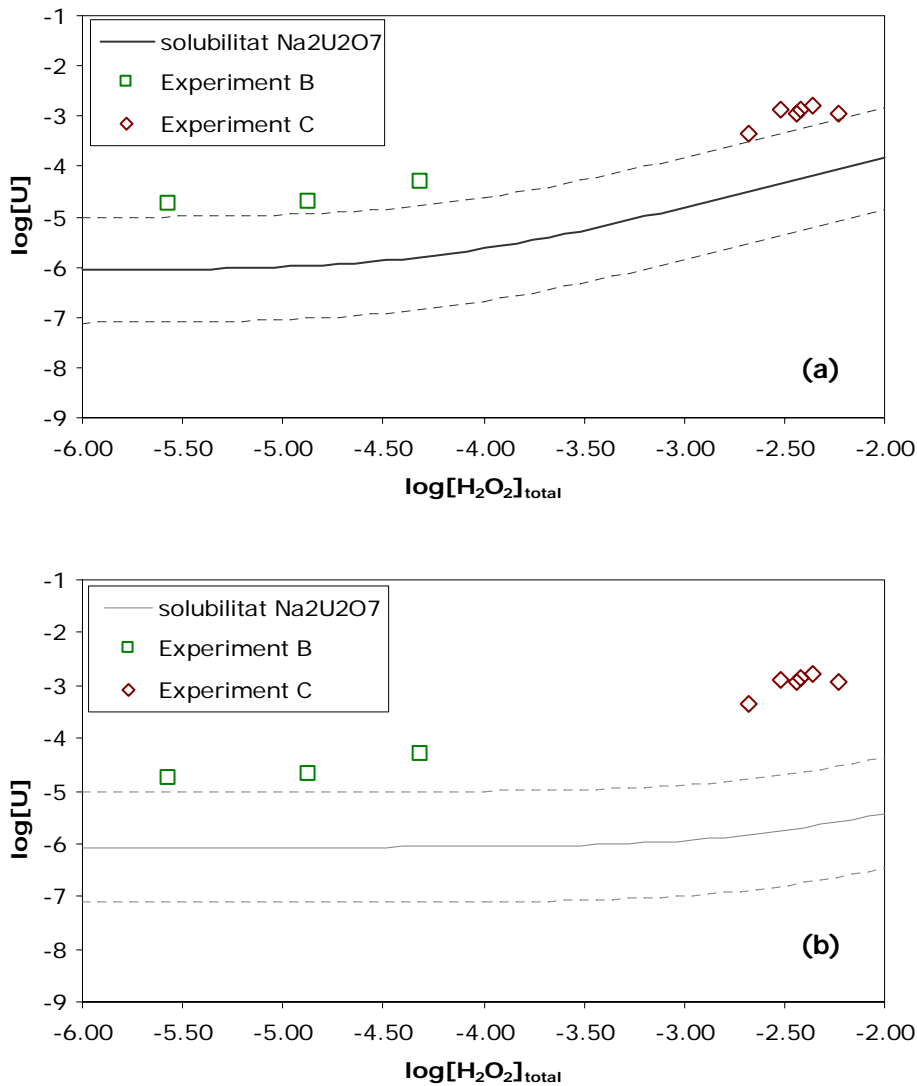 -1
-2
-3
-4
-5
-6
-7
-8
-9
log[U]
solubilitat Na2U2O7
Experiment B
Experiment C
(a)
-6.00 -5.50 -5.00 -4.50 -4.00 -3.50 -3.00 -2.50 -2.00
log[H₂O₂]total
-1
-2
-3
-4
-5
-6
-7
-8
-9
log[U]
solubilitat Na2U2O7
Experiment B
Experiment C
(b)
-6.00 -5.50 -5.00 -4.50 -4.00 -3.50 -3.00 -2.50 -2.00
log[H₂O₂]total